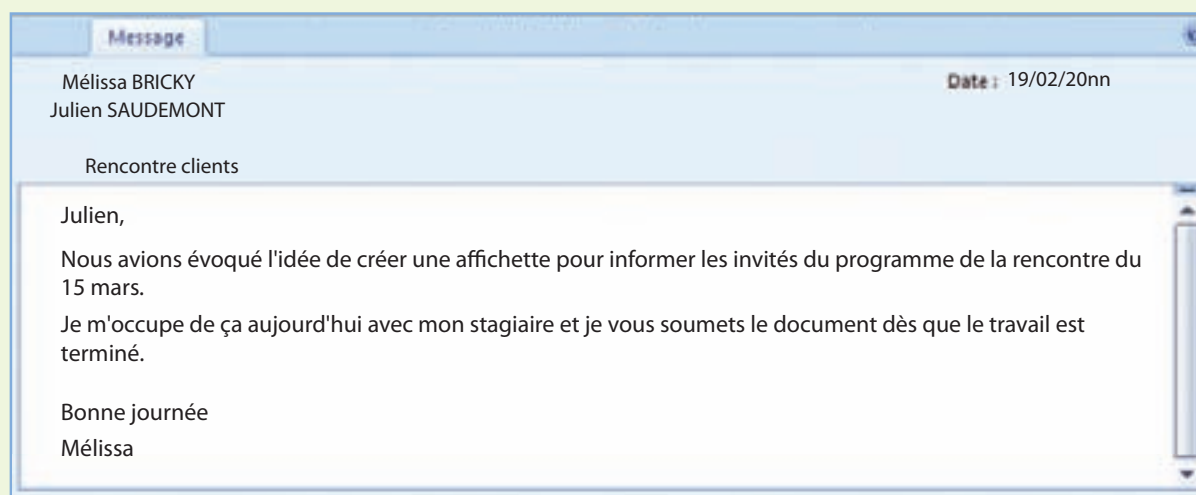 Message
Mélissa BRICKY
Date : 19/02/20nn
Julien SAUDEMONT
Rencontre clients
Julien,
Nous avions évoqué l'idée de créer une affichette pour informer les invités du programme de la rencontre du
15 mars.
Je m'occupe de ça aujourd'hui avec mon stagiaire et je vous soumets le document dès que le travail est
terminé.
Bonne journée
Mélissa